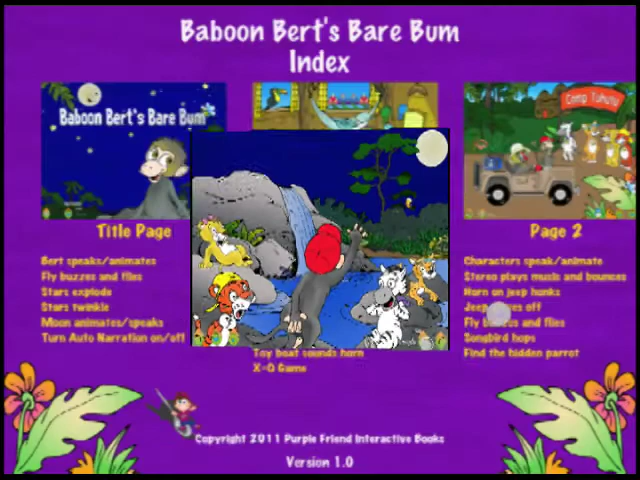 Baboon Bert's Bare Bum
Index
Baboon Bert's Bare Bum
Camp Tuhutu
Title Page
Page 2
Bert speaks/animates
Fly buzzes and flies
Stars explode
Stars twinkle
Moon animates/speaks
Turn Auto Narration on/off
Toy boat sounds horn
X-O Game
Characters speak/animate
Stereo plays music and bounces
Horn on jeep honks
Jeep off
Fly buzzes and flies
Songbird hops
Find the hidden parrot
Copyright 2011 Purple Friend Interactive Books
Version 1.0